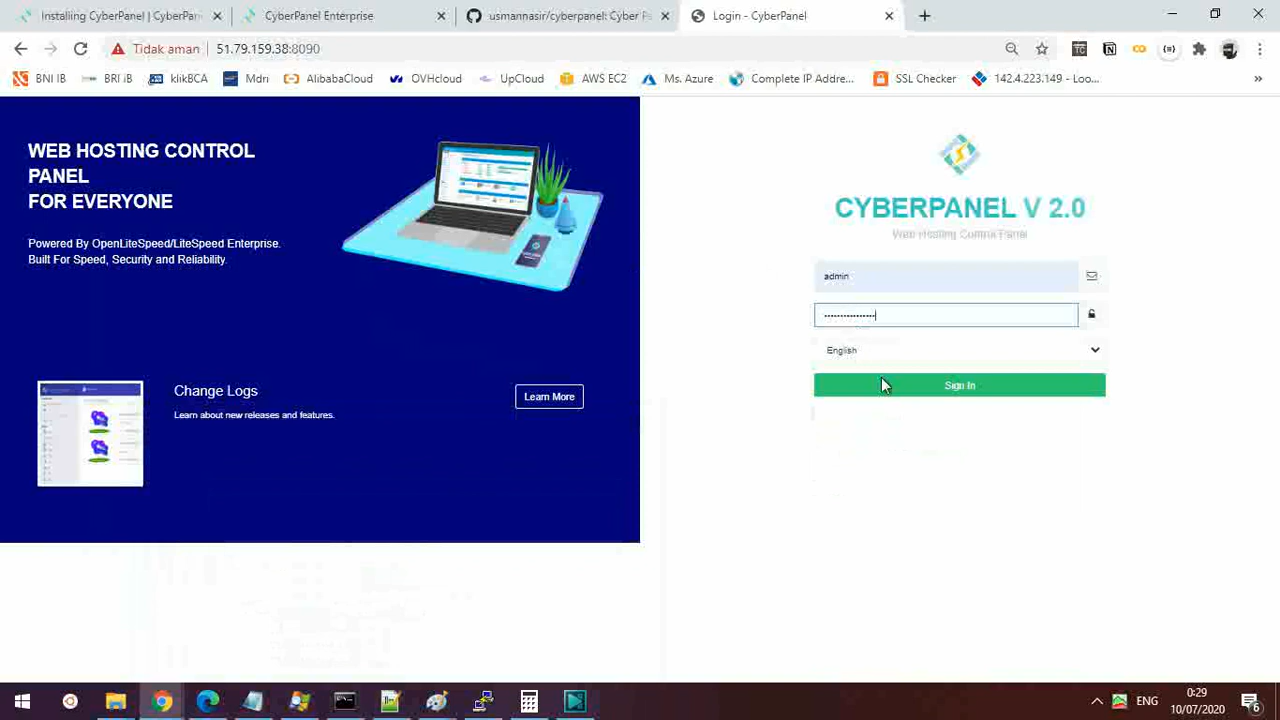 Installing CyberPanel | CyberPan
CyberPanel Enterprise
usmannasir/cyberpanel: Cyber P
Login - CyberPanel
Tidak aman
51.79.159.38:8090
BNI IB
BRI iB
klikBCA
Mdri
AlibabaCloud
OVHcloud
UpCloud
AWS EC2
Ms. Azure
Complete IP Addre...
SSL Checker
142.4.223.149 - Loo...
WEB HOSTING CONTROL
PANEL
FOR EVERYONE
Powered By OpenLiteSpeed/LiteSpeed Enterprise.
Built For Speed, Security and Reliability.
Change Logs
Learn about new releases and features.
Learn More
CYBERPANEL V 2.0
Web Hosting Control Panel
admin
English
Sign In
ENG
0:29
10/07/2020
6